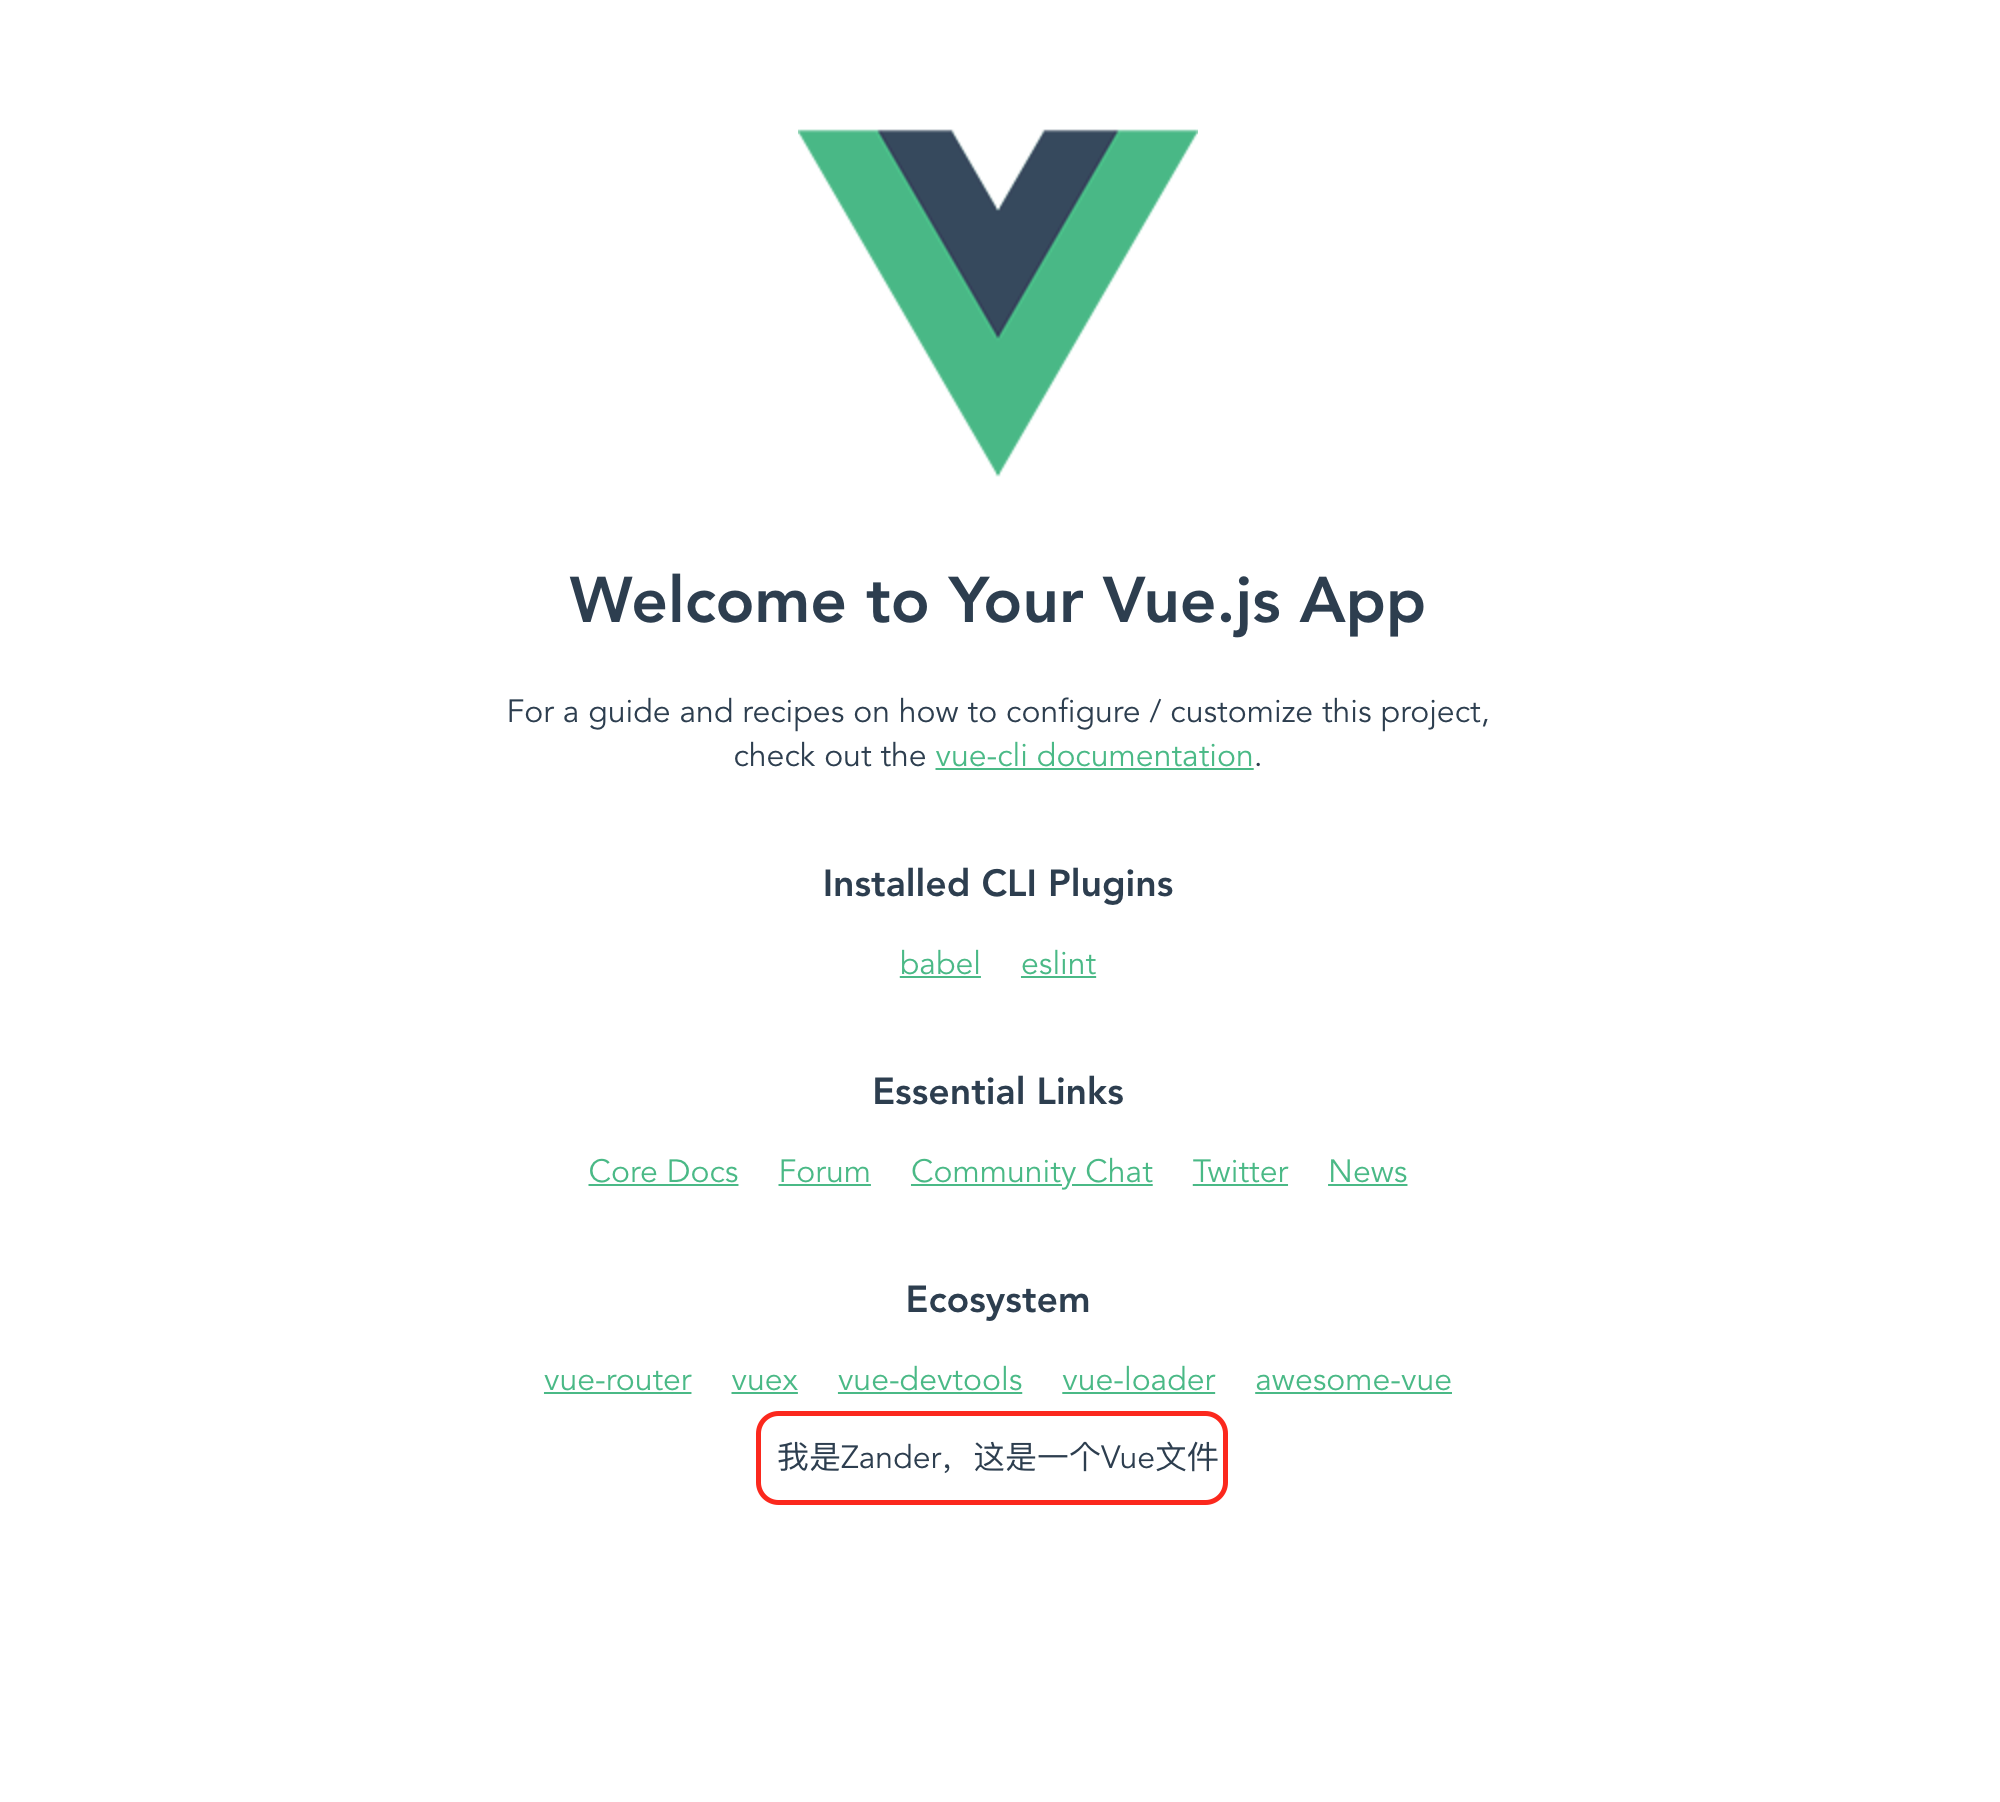 Welcome to Your Vue.js App
For a guide and recipes on how to configure / customize this project,
check out the vue-cli documentation.
Installed CLI Plugins
babel eslint
Essential Links
Core Docs Forum Community Chat Twitter News
Ecosystem
vue-router vuex vue-devtools vue-loader awesome-vue
我是Zander，这是一个Vue文件